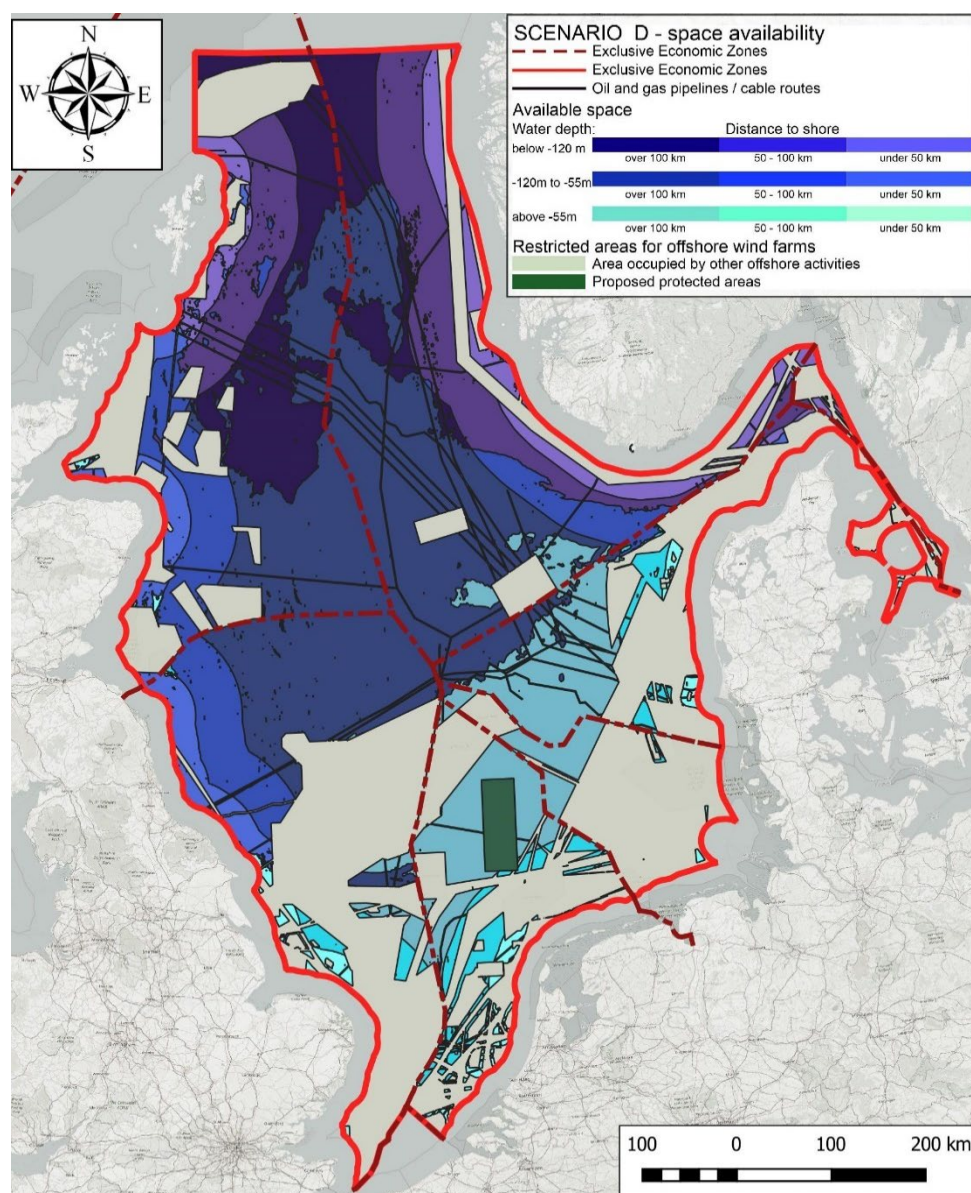 N
W
E
S
SCENARIO D - space availability
Exclusive Economic Zones
Exclusive Economic Zones
Oil and gas pipelines / cable routes
Available space
Water depth:
Distance to shore
below -120 m
over 100 km
50 - 100 km
under 50 km
-120m to -55m
over 100 km
50 - 100 km
under 50 km
above -55m
over 100 km
50 - 100 km
under 50 km
Restricted areas for offshore wind farms
Area occupied by other offshore activities
Proposed protected areas
100 0 100 200 km